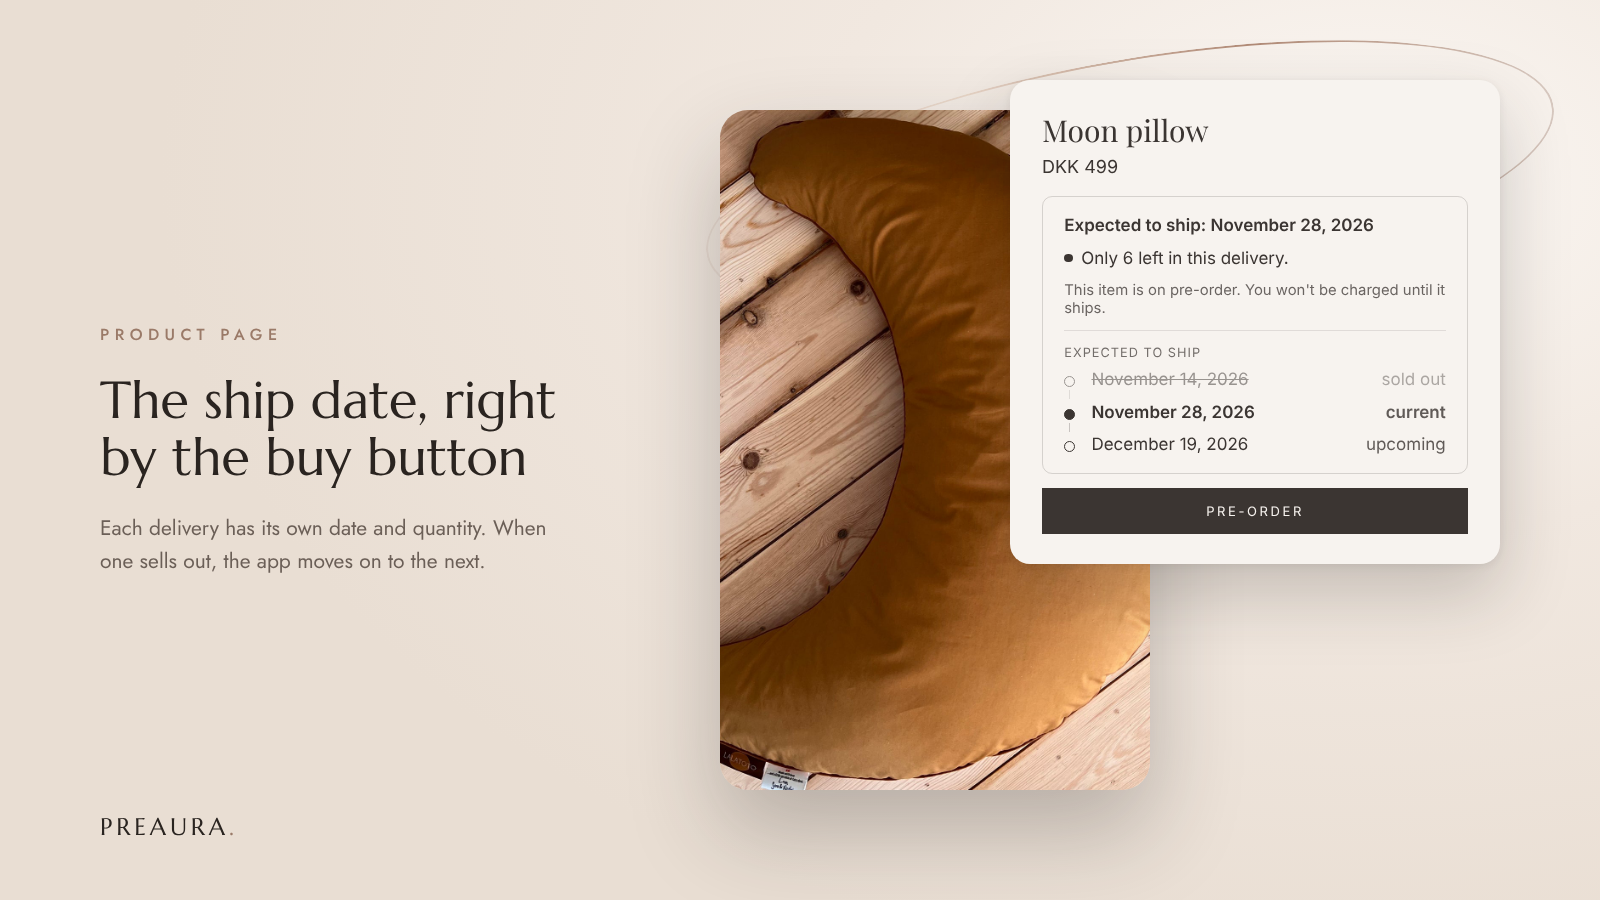 PRODUCT PAGE
The ship date, right
by the buy button
Each delivery has its own date and quantity. When
one sells out, the app moves on to the next.
PREAURA.
Moon pillow
DKK 499
Expected to ship: November 28, 2026
Only 6 left in this delivery.
This item is on pre-order. You won't be charged until it
ships.
EXPECTED TO SHIP
November 14, 2026 sold out
November 28, 2026 current
December 19, 2026 upcoming
PRE-ORDER